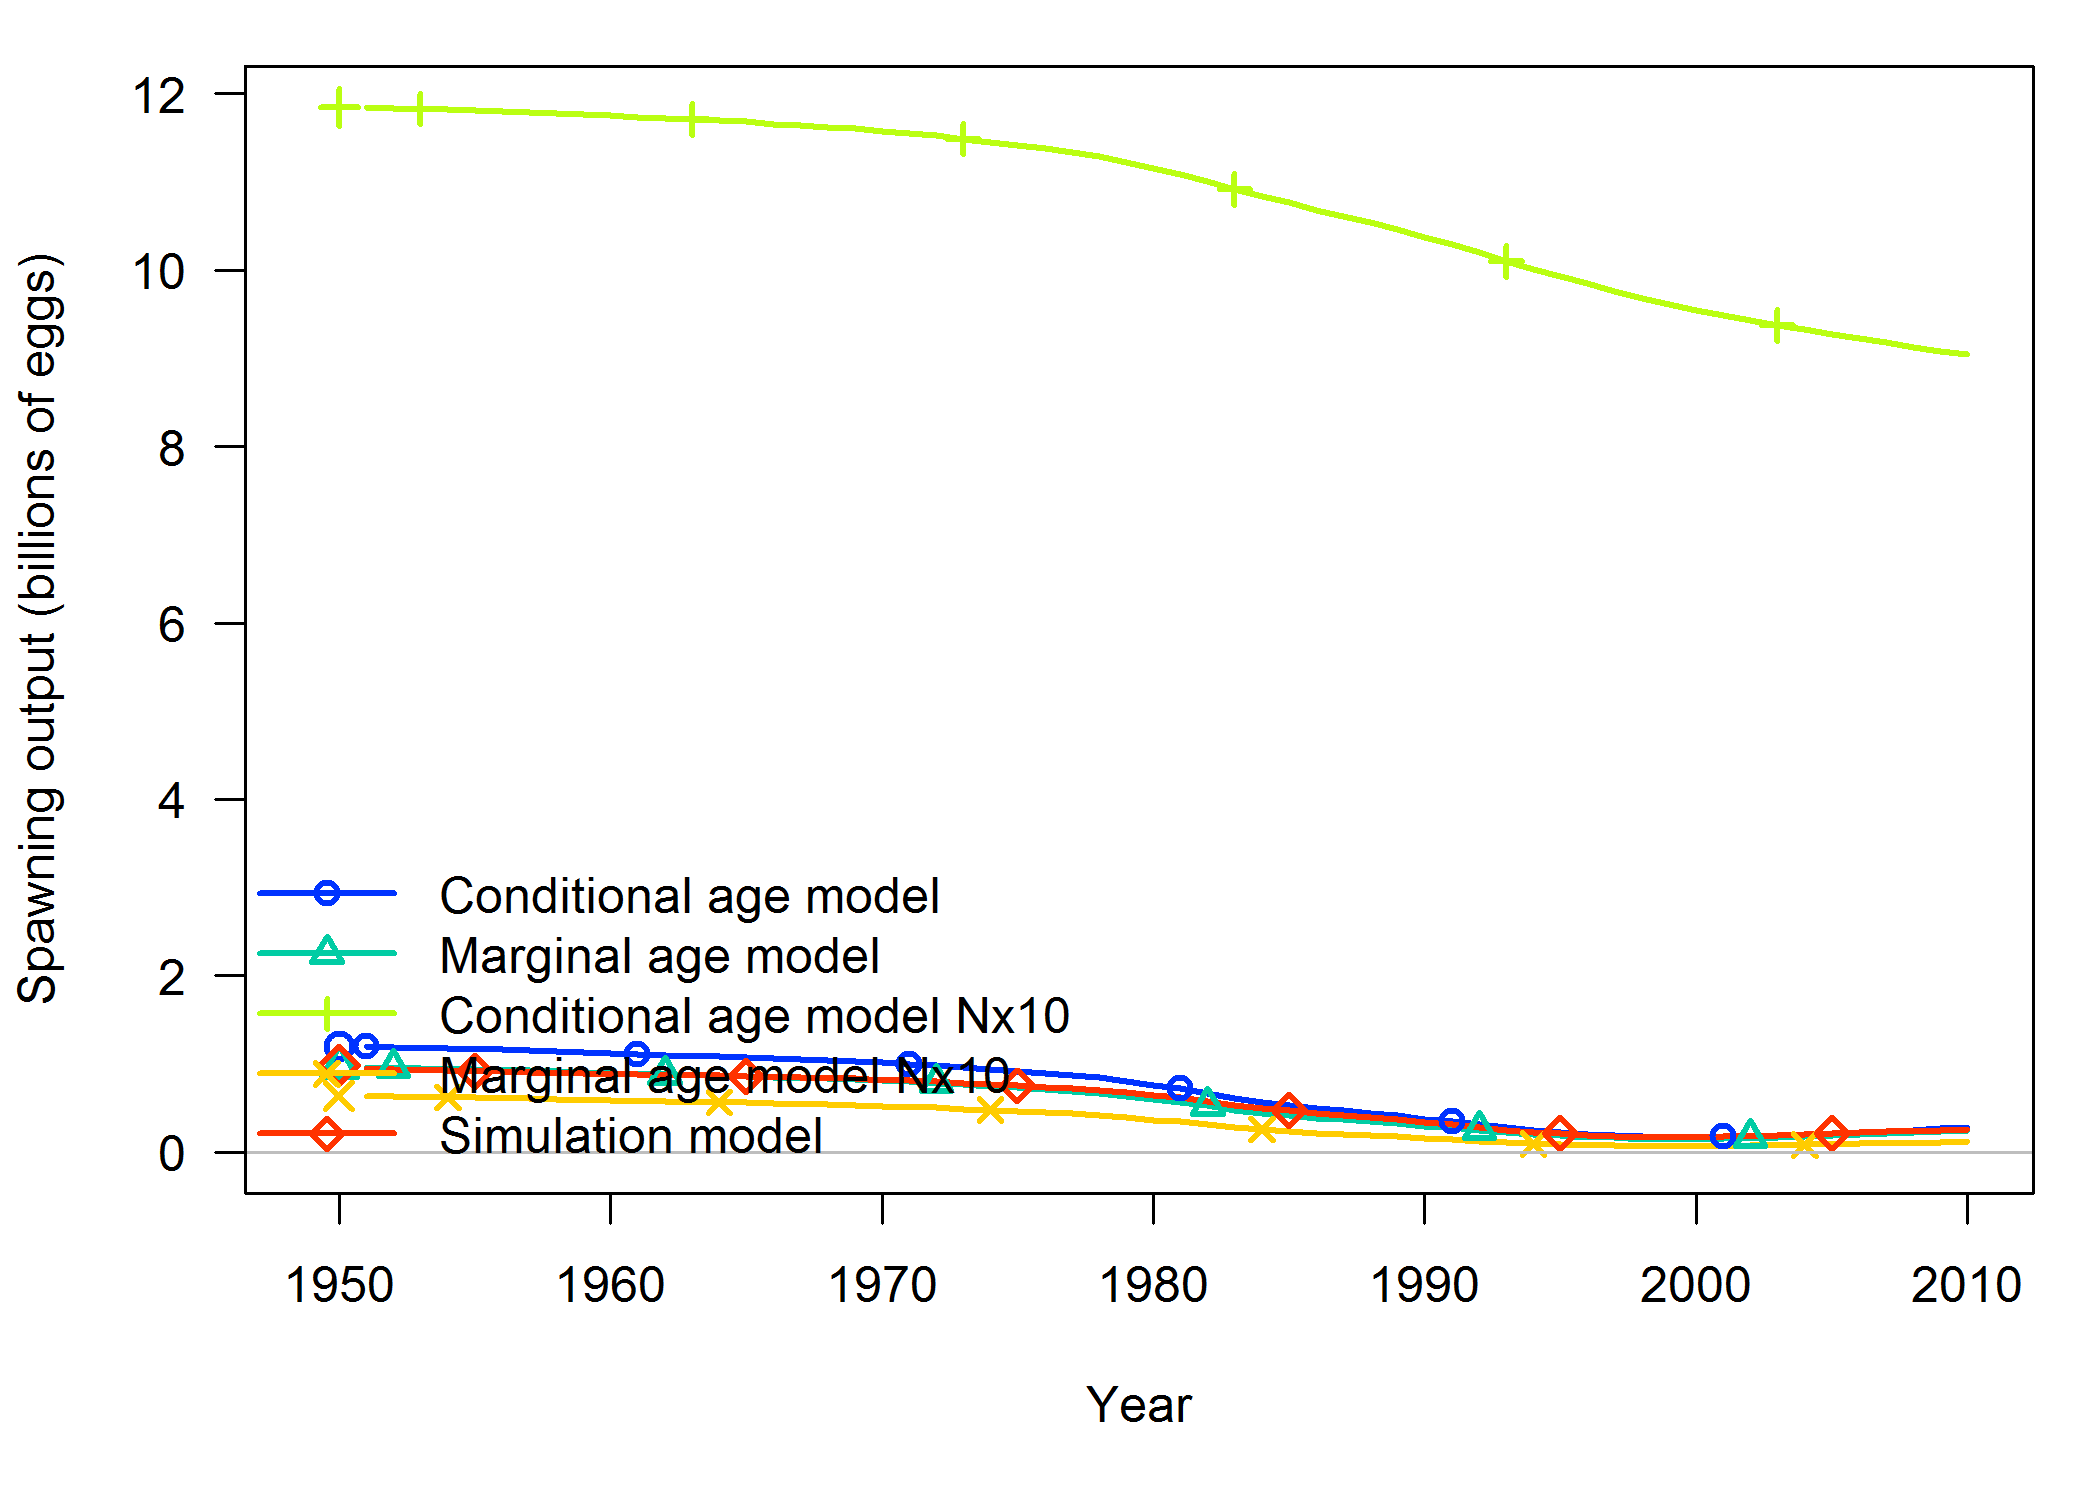 Spawning output (billions of eggs)
12
10
8
6
4
2
0
Conditional age model
Marginal age model
Conditional age model Nx10
Marginal age model Nx10
Simulation model
1950 1960 1970 1980 1990 2000 2010
Year